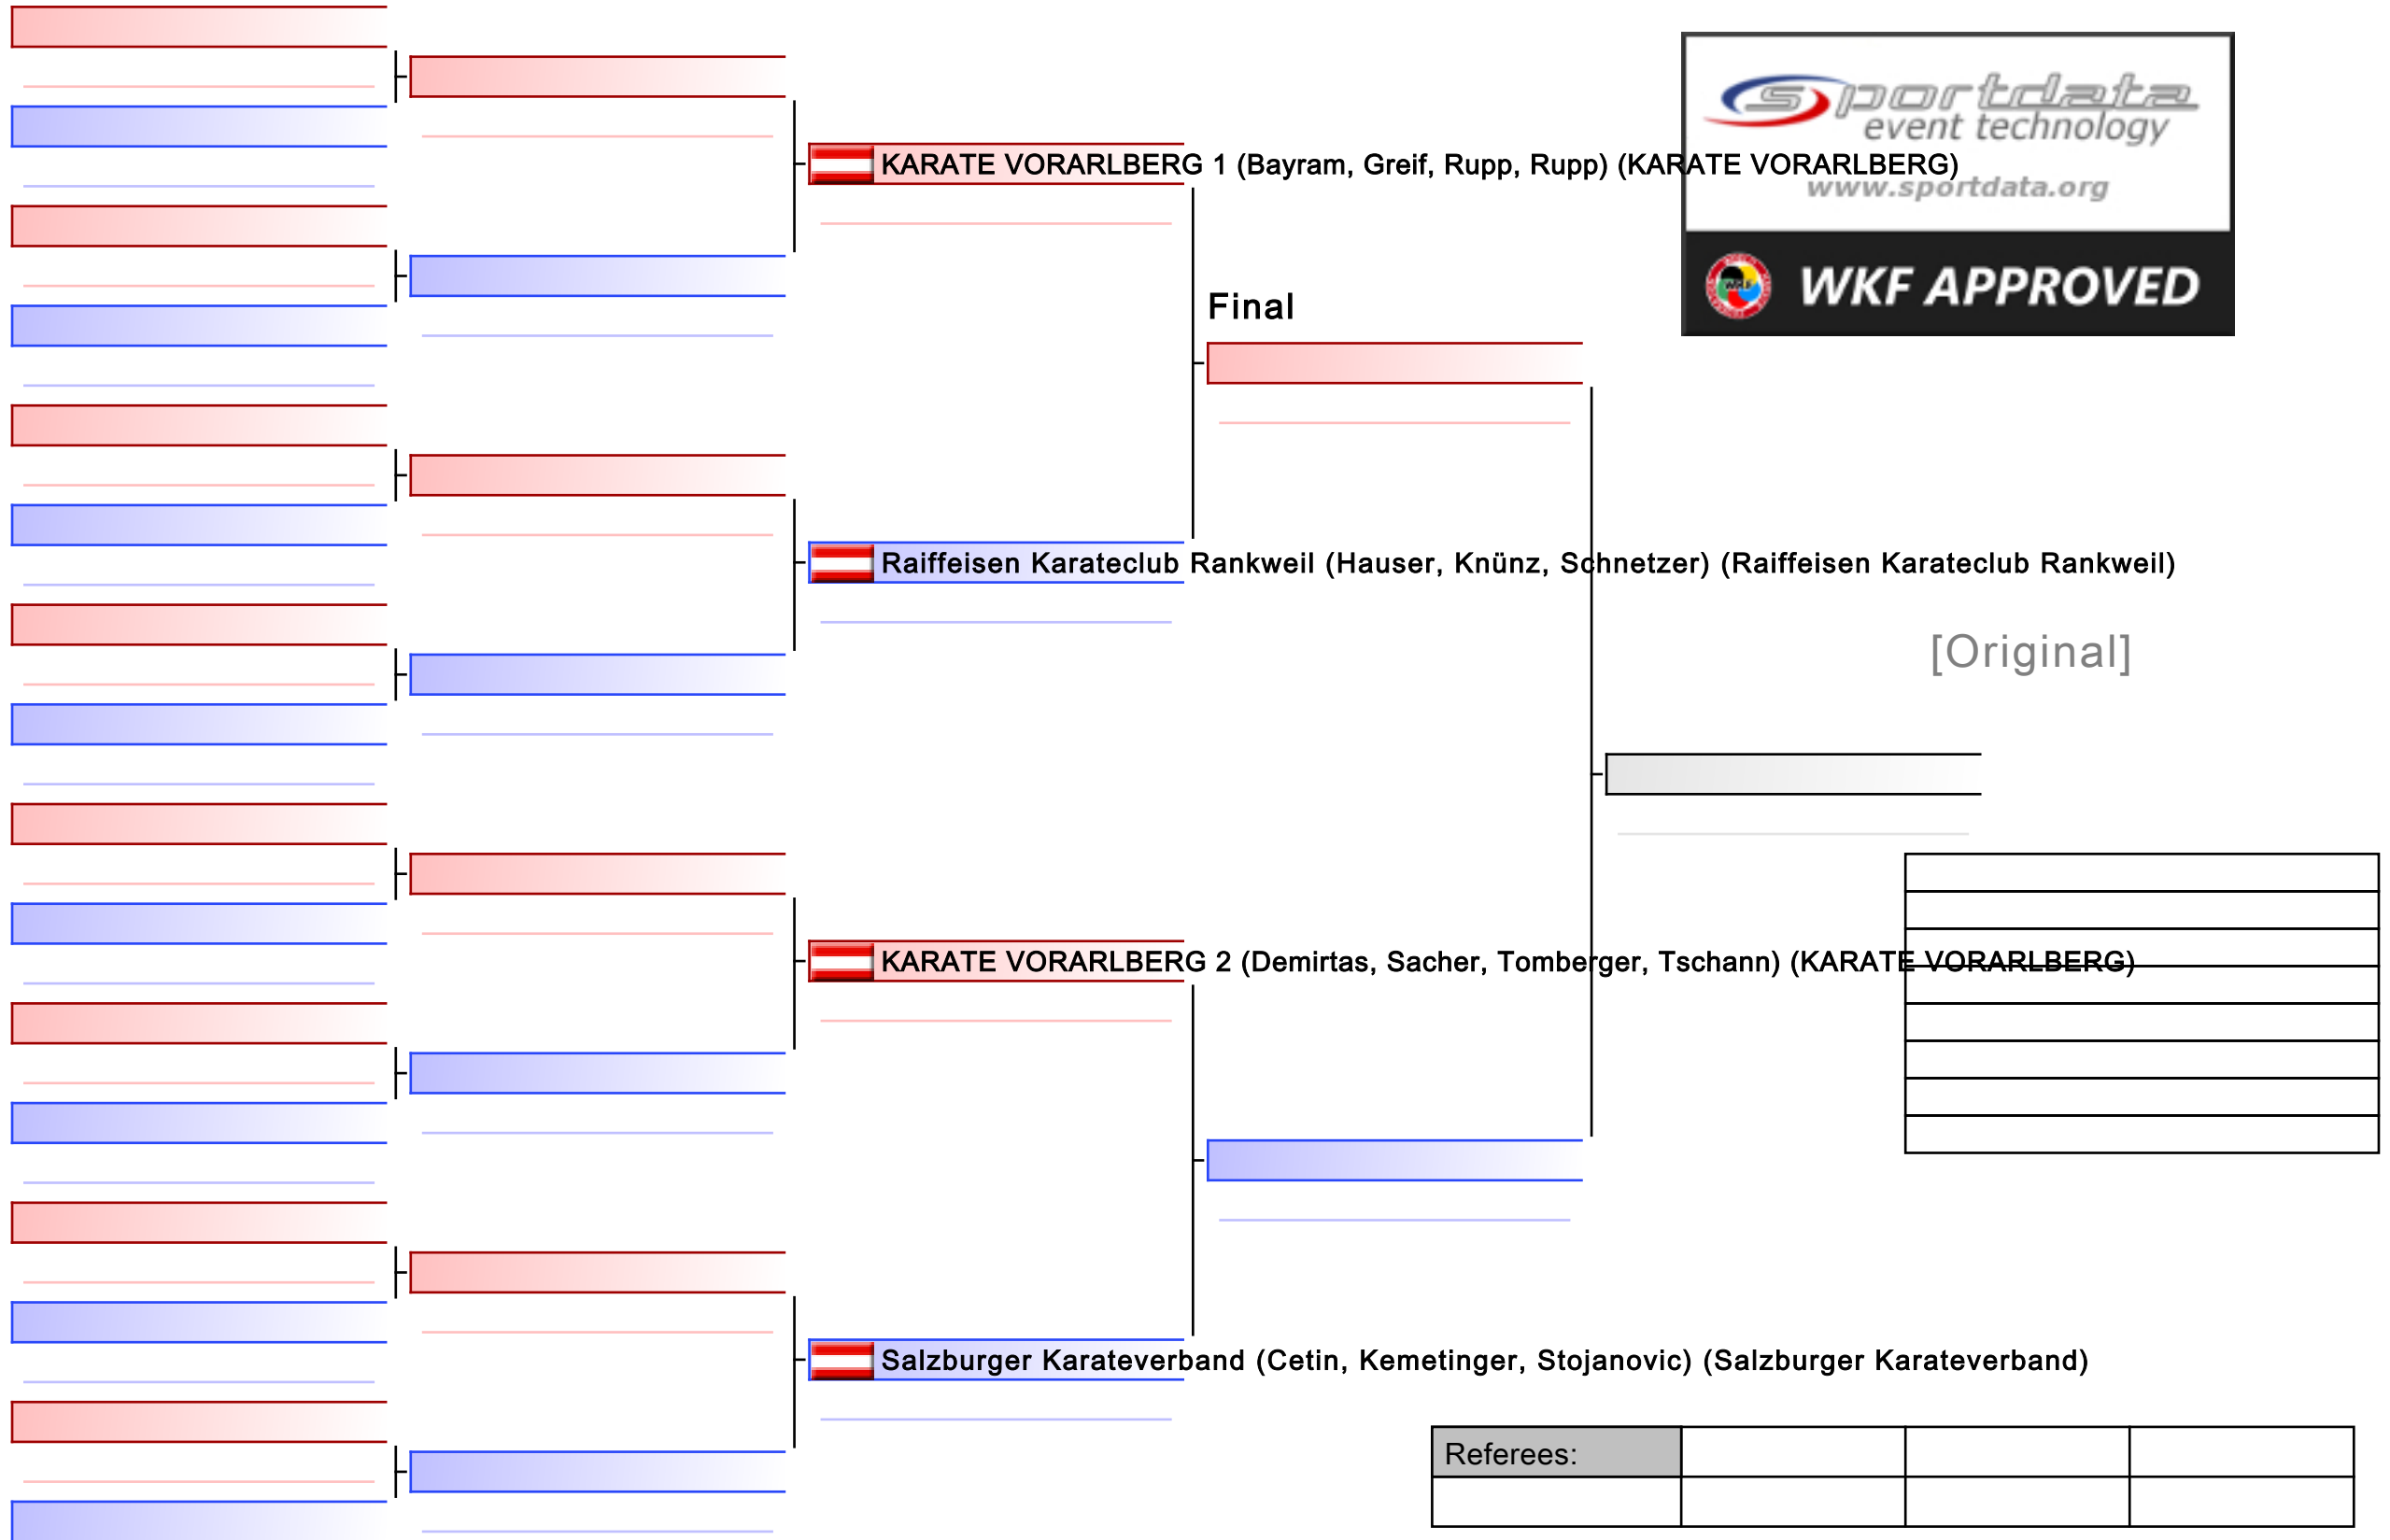 sportdata
event technology
www.sportdata.org
WKF APPROVED
KARATE VORARLBERG 1 (Bayram, Greif, Rupp, Rupp) (KARATE VORARLBERG)
Final
Raiffeisen Karateclub Rankweil (Hauser, Knünz, Schnetzer) (Raiffeisen Karateclub Rankweil)
[Original]
KARATE VORARLBERG 2 (Demirtas, Sacher, Tomberger, Tschann) (KARATE VORARLBERG)
Salzburger Karateverband (Cetin, Kemetinger, Stojanovic) (Salzburger Karateverband)
Referees: